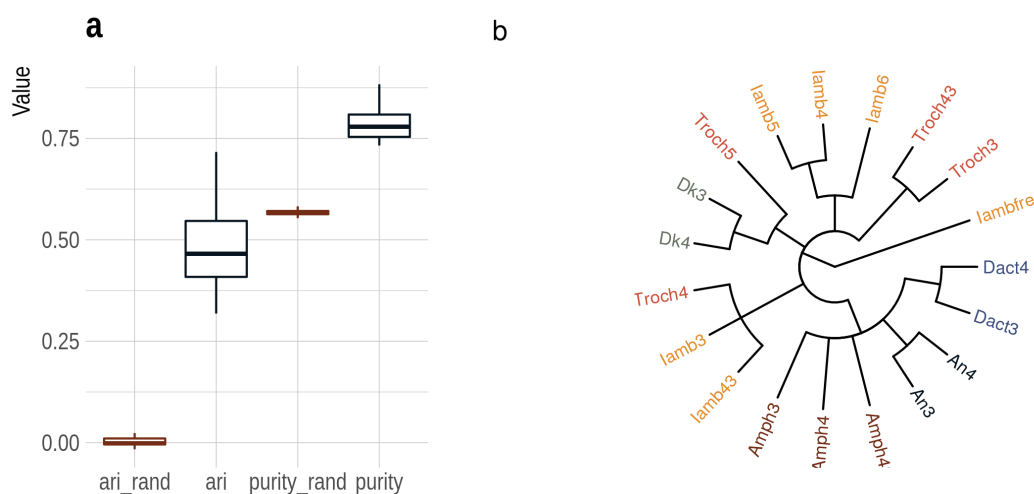 a
b
Value
0.75
0.50
0.25
0.00
ari_rand
ari
purity_rand
purity
Iamb5
Iamb4
Iamb6
Troch43
Troch3
Iambfre
Dact4
Dact3
An4
An3
Amph4
Amph4
Amph3
Iamb43
Iamb3
Troch4
Dk4
Dk3
Troch5